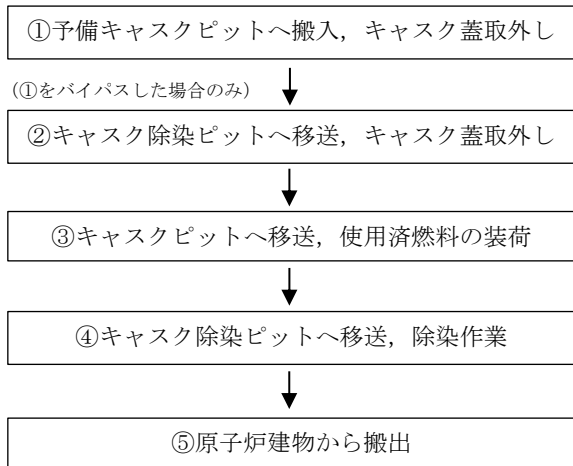 ①予備キャスクピットへ搬入，キャスク蓋取外し
(①をバイパスした場合のみ)
②キャスク除染ピットへ移送，キャスク蓋取外し
③キャスクピットへ移送，使用済燃料の装荷
④キャスク除染ピットへ移送，除染作業
⑤原子炉建物から搬出